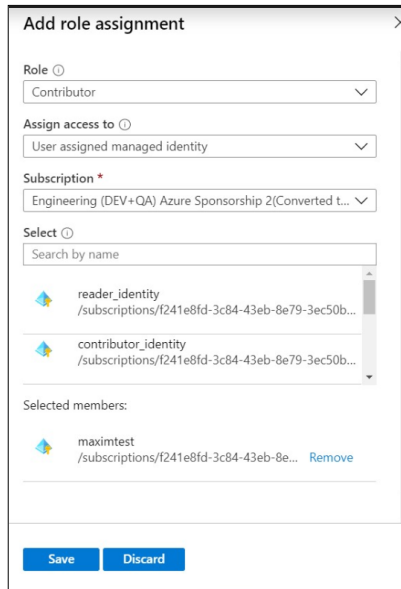 Add role assignment
Role
Contributor
Assign access to
User assigned managed identity
Subscription *
Engineering (DEV+QA) Azure Sponsorship 2(Converted t...
Select
Search by name
reader_identity
/subscriptions/f241e8fd-3c84-43eb-8e79-3ec50b...
contributor_identity
/subscriptions/f241e8fd-3c84-43eb-8e79-3ec50b...
Selected members:
maximtest
/subscriptions/f241e8fd-3c84-43eb-8e... Remove
Save Discard